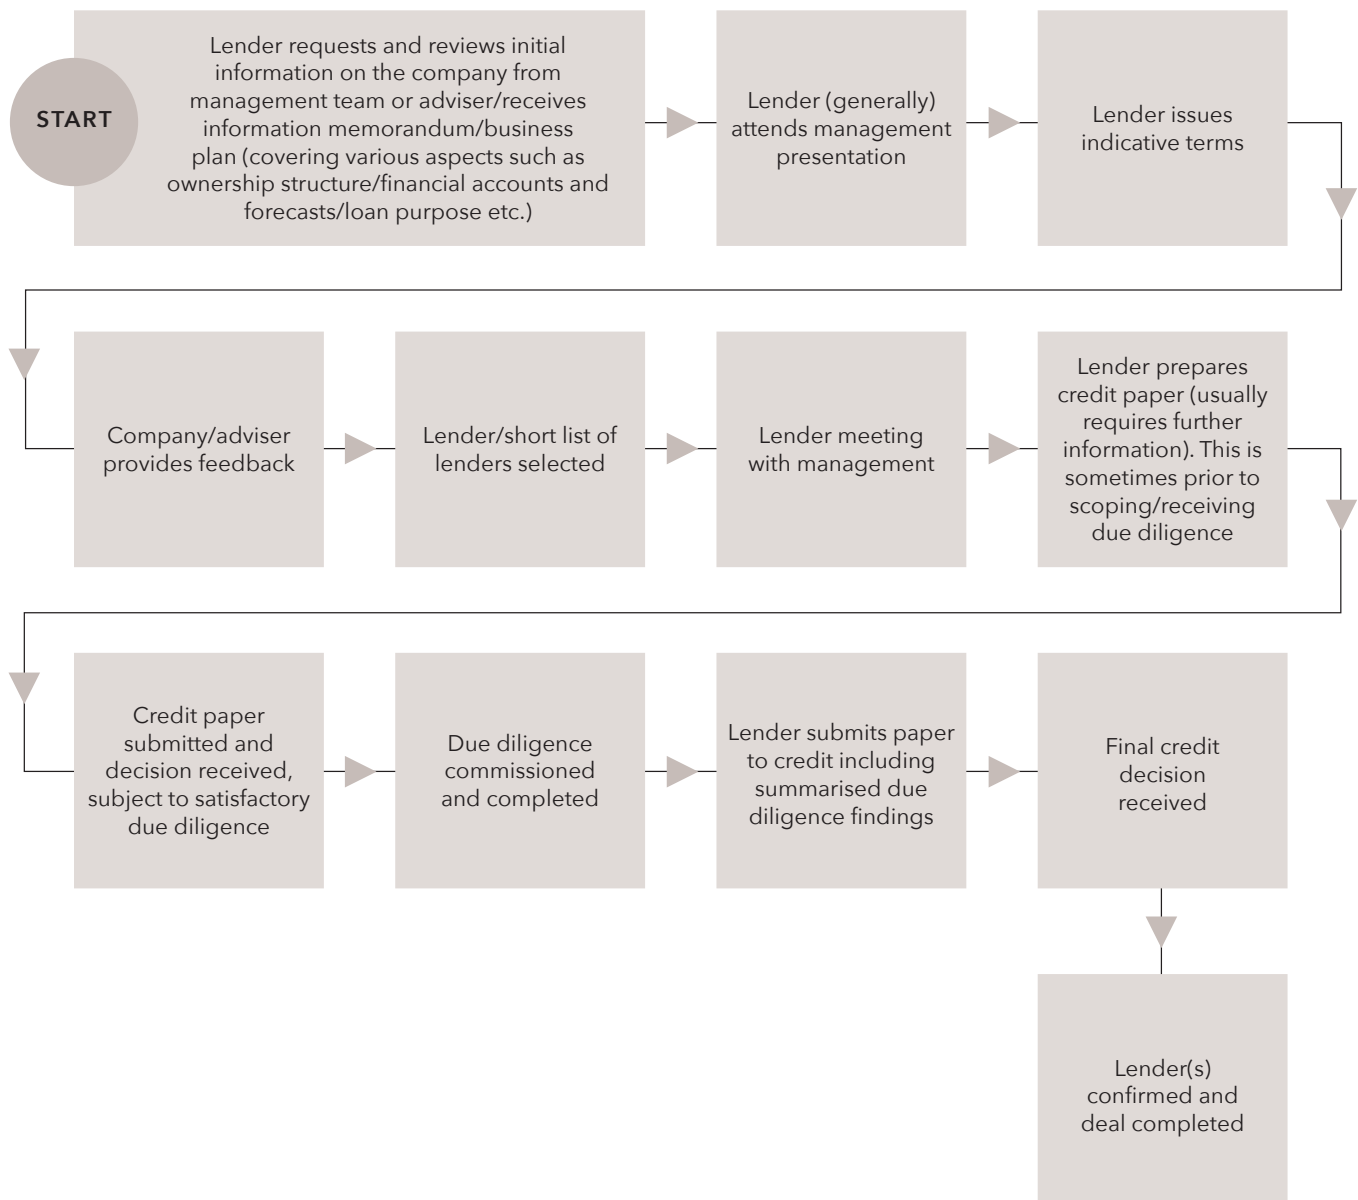 START
Lender requests and reviews initial
information on the company from
management team or adviser/receives
information memorandum/business
plan (covering various aspects such as
ownership structure/financial accounts and
forecasts/loan purpose etc.)
Lender (generally)
attends management
presentation
Lender issues
indicative terms
Company/adviser
provides feedback
Lender/short list of
lenders selected
Lender meeting
with management
Lender prepares
credit paper (usually
requires further
information). This is
sometimes prior to
scoping/receiving
due diligence
Credit paper
submitted and
decision received,
subject to satisfactory
due diligence
Due diligence
commissioned
and completed
Lender submits paper
to credit including
summarised due
diligence findings
Final credit
decision
received
Lender(s)
confirmed and
deal completed